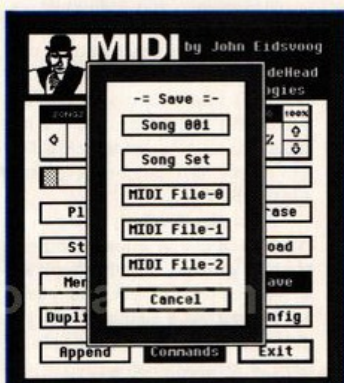 MIDI by John Eidsvoog
deHead
ogies
-= Save =-
100%
Song 001
Song Set
%
MIDI File-0
Pl
rase
MIDI File-1
St
oad
MIDI File-2
Mer
ave
Cancel
Dupli
nfig
Append Commands Exit